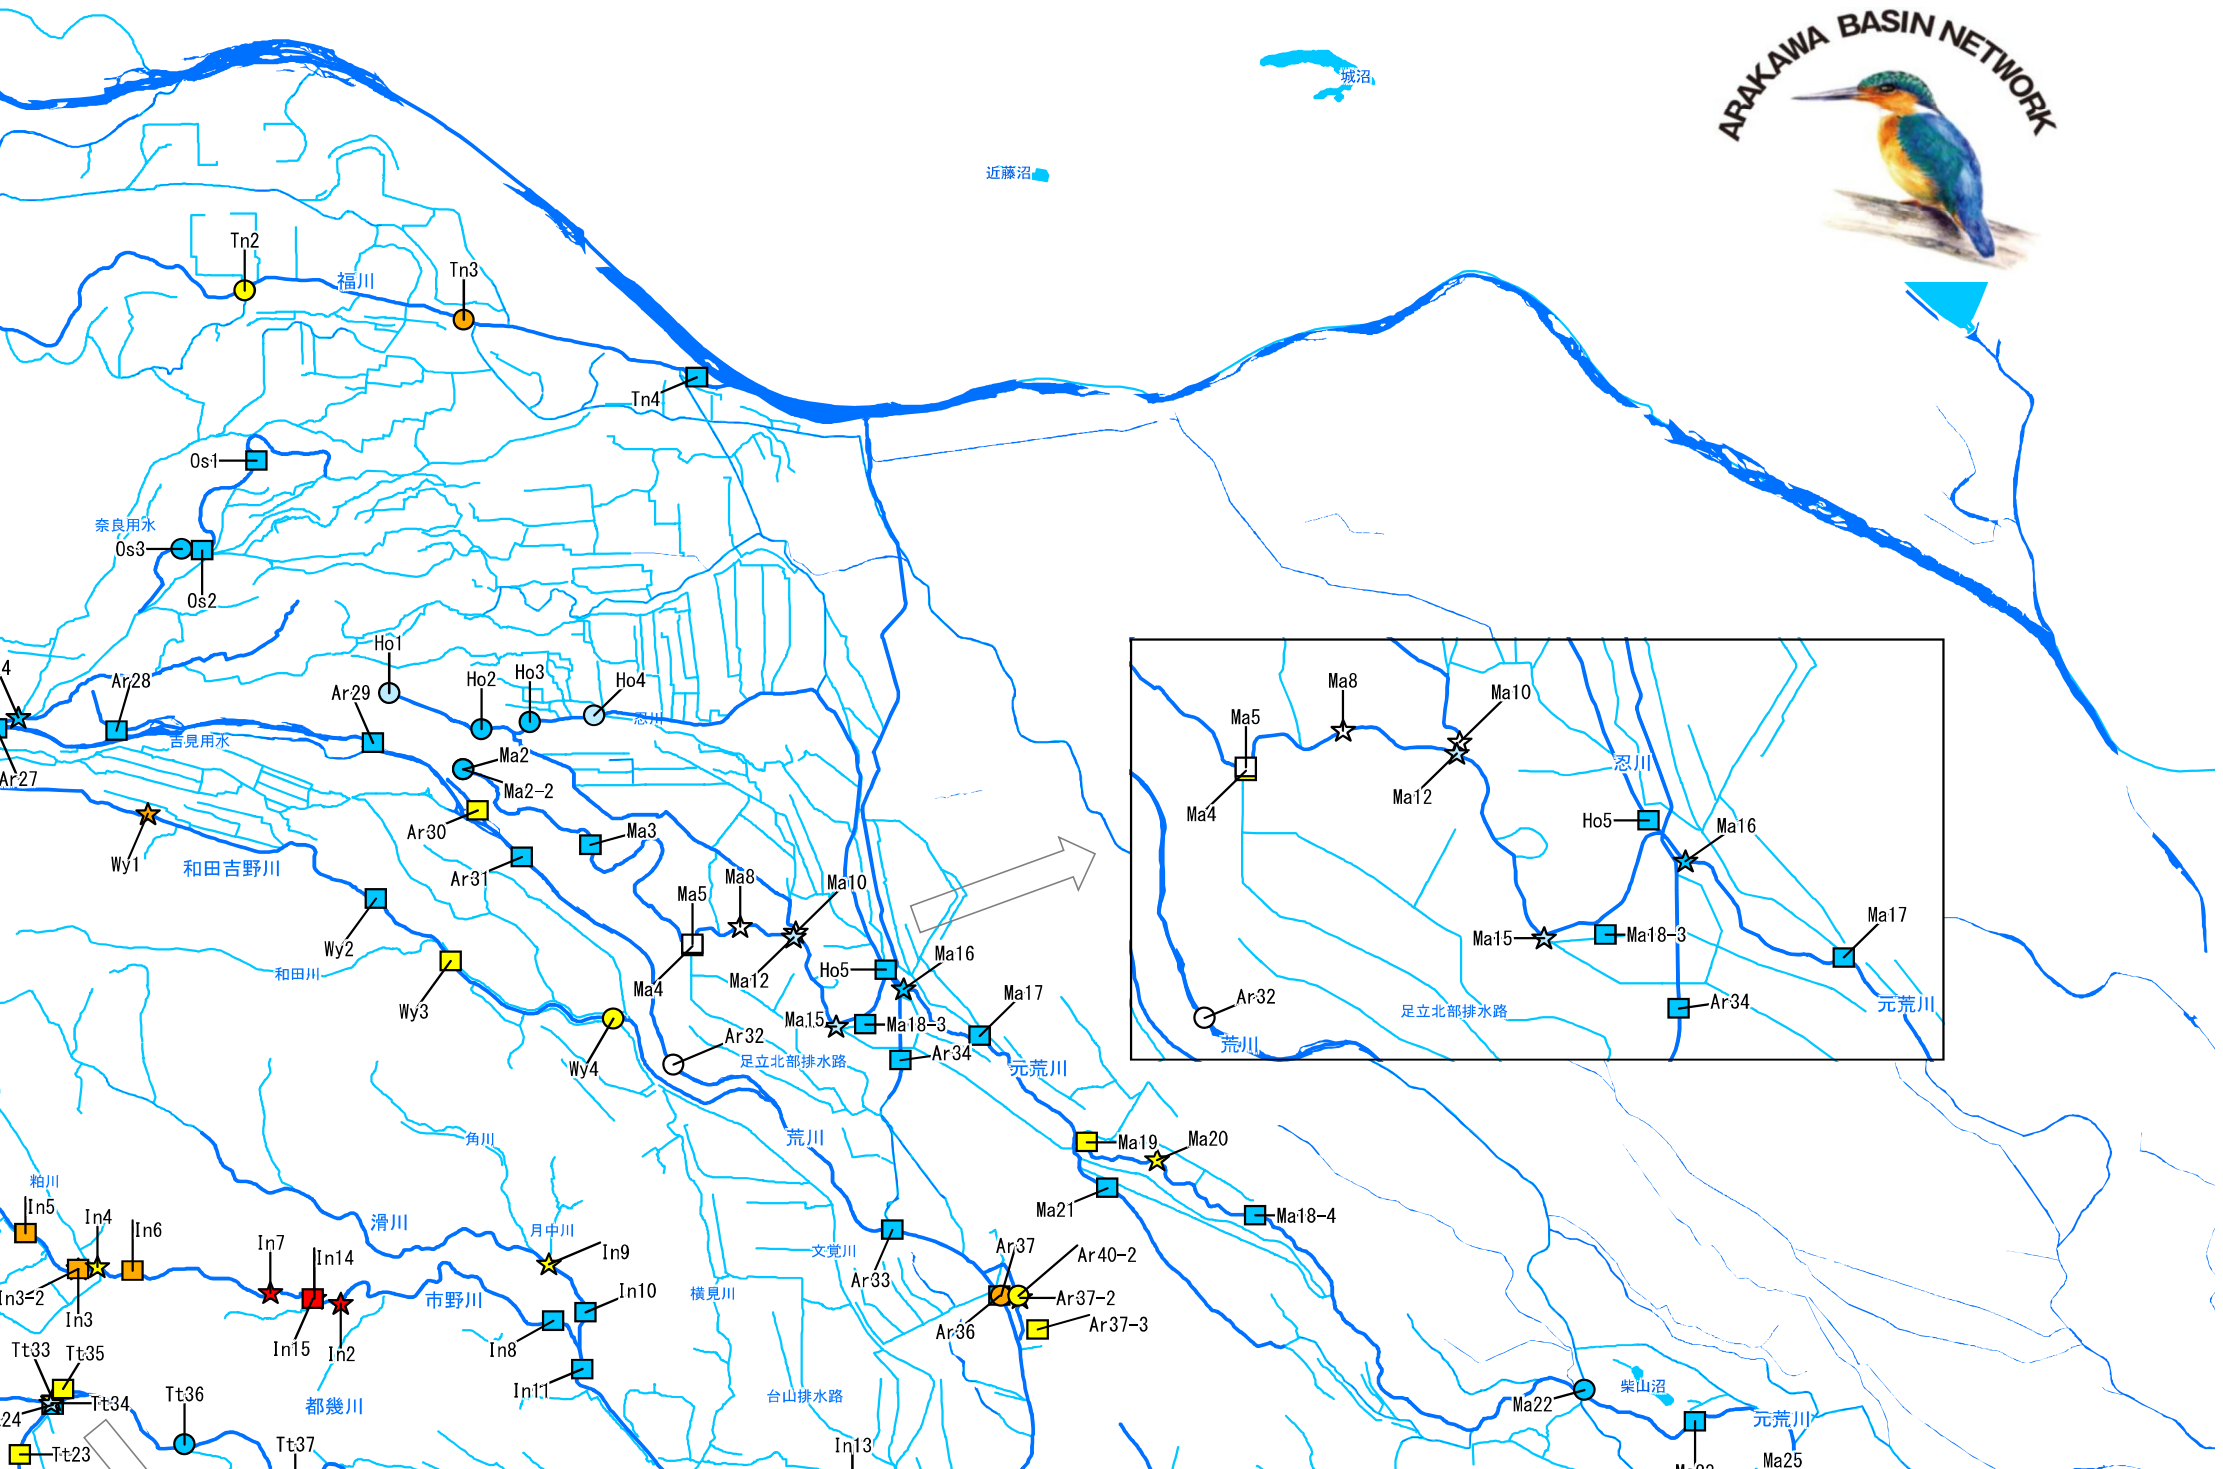 ARAKAWA BASIN NETWORK
城沼
近藤沼
Tn2
福川
Tn3
Tn4
Os1
奈良用水
Os3
Os2
Ho1
Ho2
Ho3
Ho4
忍川
4
Ar28
Ar29
吉見用水
Ar27
Ma2
Ma2-2
Ar30
Ma3
Ar31
Wy1
和田吉野川
Wy2
和田川
Wy3
Wy4
Ma5
Ma8
Ma10
Ma12
Ma4
Ho5
Ma16
Ma15
Ma18-3
Ma17
Ar32
Ar34
足立北部排水路
元荒川
荒川
Ma8
Ma10
Ma5
Ma4
Ma12
忍川
Ho5
Ma16
Ma15
Ma18-3
Ma17
Ar32
荒川
足立北部排水路
Ar34
元荒川
角川
粕川
In5
In4
In6
滑川
月中川
In9
In7
In14
In3-2
In3
In15
In2
市野川
In10
In8
In11
Ma19
Ma20
Ma21
Ma18-4
文覚川
Ar33
横見川
Ar37
Ar40-2
Ar37-2
Ar36
Ar37-3
Tt33
Tt35
Tt34
t24
Tt23
Tt36
Tt37
都幾川
台山排水路
In13
柴山沼
Ma22
元荒川
Ma25